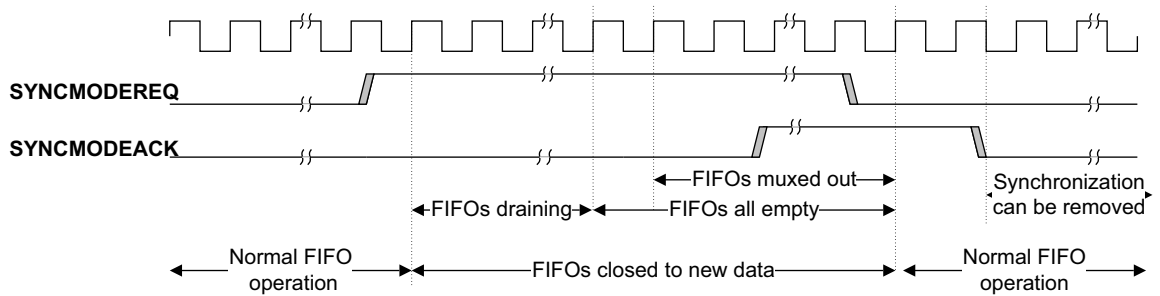 SYNCMODEREQ
SYNCMODEACK
FIFOs muxed out
Synchronization
can be removed
FIFOs draining
FIFOs all empty
Normal FIFO
operation
FIFOs closed to new data
Normal FIFO
operation